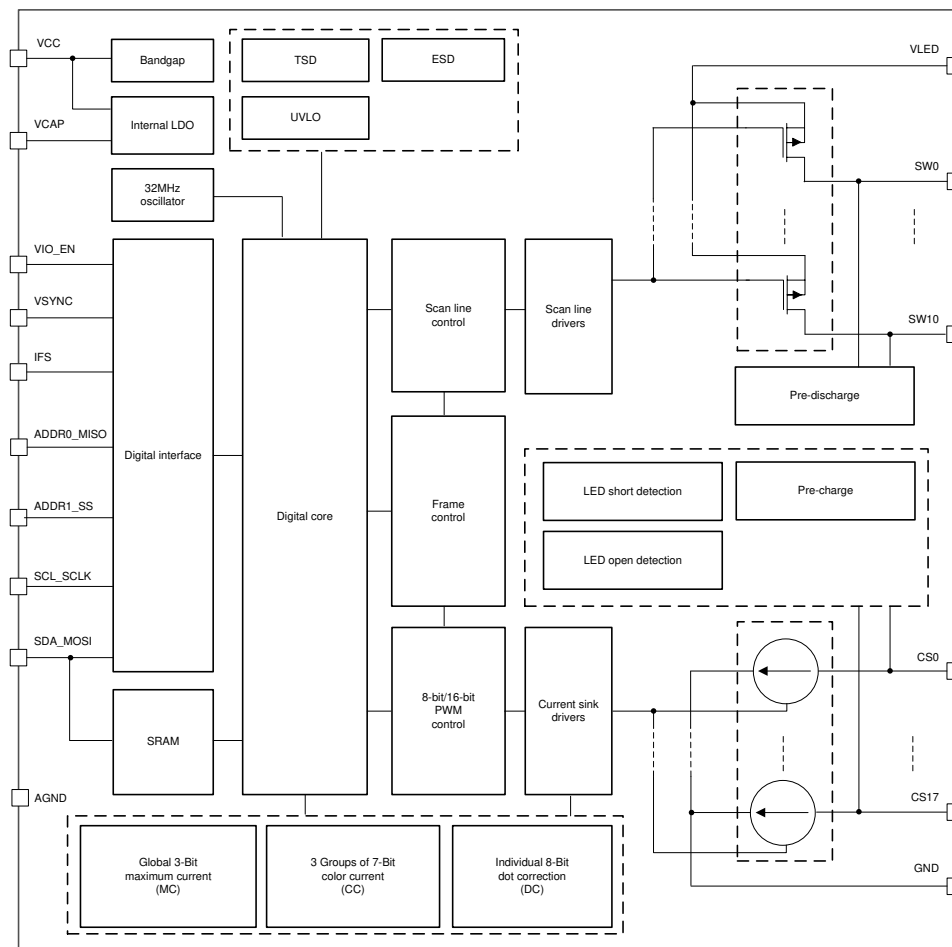 VCC
Bandgap
TSD
ESD
VLED
VCAP
Internal LDO
UVLO
32MHz
oscillator
SW0
VIO_EN
VSYNC
IFS
ADDR0_MISO
ADDR1_SS
SCL_SCLK
SDA_MOSI
AGND
Digital interface
SRAM
Digital core
Scan line
control
Scan line
drivers
SW10
Pre-discharge
Frame
control
LED short detection
Pre-charge
LED open detection
8-bit/16-bit
PWM
control
Current sink
drivers
CS0
CS17
GND
Global 3-Bit
maximum current
(MC)
3 Groups of 7-Bit
color current
(CC)
Individual 8-Bit
dot correction
(DC)